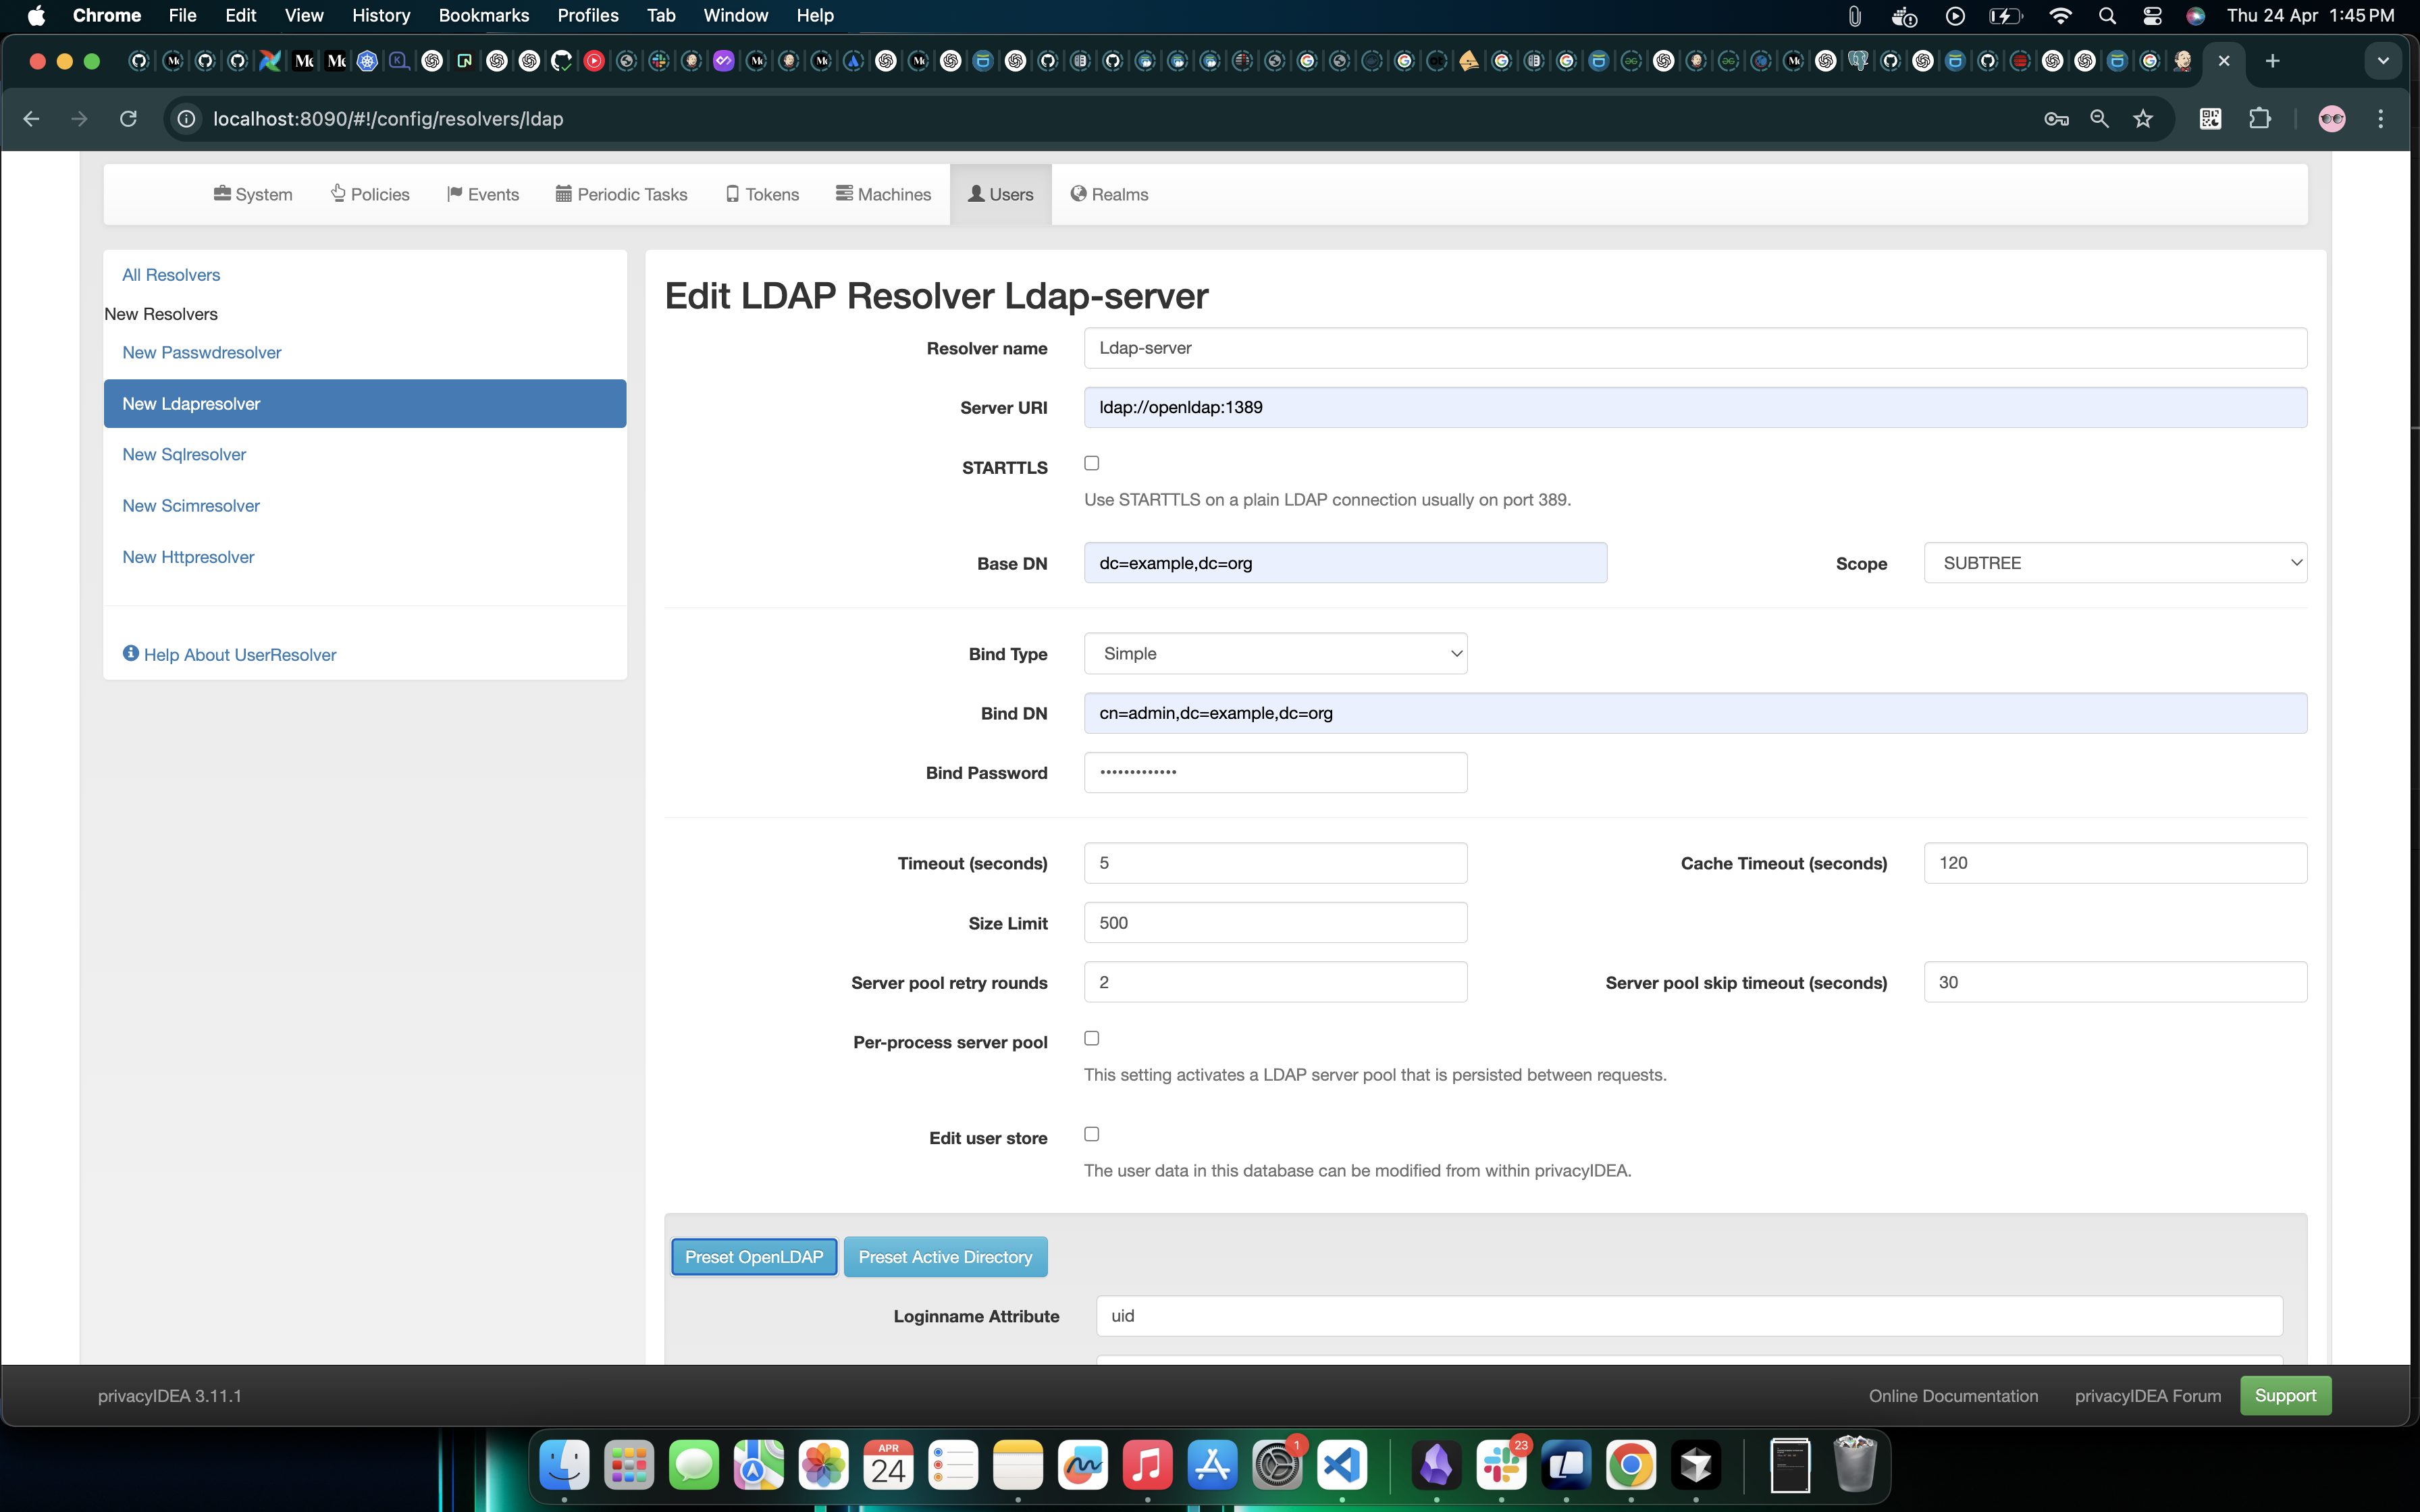 Chrome File Edit View History Bookmarks Profiles Tab Window Help Thu 24 Apr 1:45 PM
localhost:8090/#!/config/resolvers/ldap
System Policies Events Periodic Tasks Tokens Machines Users Realms
All Resolvers
New Resolvers
New Passwdresolver
New Ldapresolver
New Sqlresolver
New Scimresolver
New Httpresolver
Help About UserResolver
Edit LDAP Resolver Ldap-server
Resolver name Ldap-server
Server URI ldap://openldap:1389
STARTTLS
Use STARTTLS on a plain LDAP connection usually on port 389.
Base DN dc=example,dc=org Scope SUBTREE
Bind Type Simple
Bind DN cn=admin,dc=example,dc=org
Bind Password •••••••••••••
Timeout (seconds) 5 Cache Timeout (seconds) 120
Size Limit 500
Server pool retry rounds 2 Server pool skip timeout (seconds) 30
Per-process server pool
This setting activates a LDAP server pool that is persisted between requests.
Edit user store
The user data in this database can be modified from within privacyIDEA.
Preset OpenLDAP Preset Active Directory
Loginname Attribute uid
privacyIDEA 3.11.1 Online Documentation privacyIDEA Forum Support
APR
24
1
23